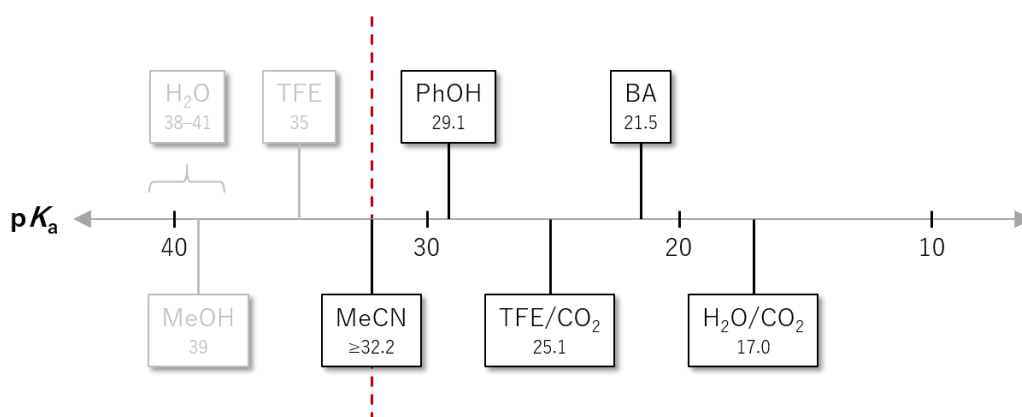 H₂O
38–41
TFE
35
PhOH
29.1
BA
21.5
pKₐ
40
30
20
10
MeOH
39
MeCN
≥32.2
TFE/CO₂
25.1
H₂O/CO₂
17.0